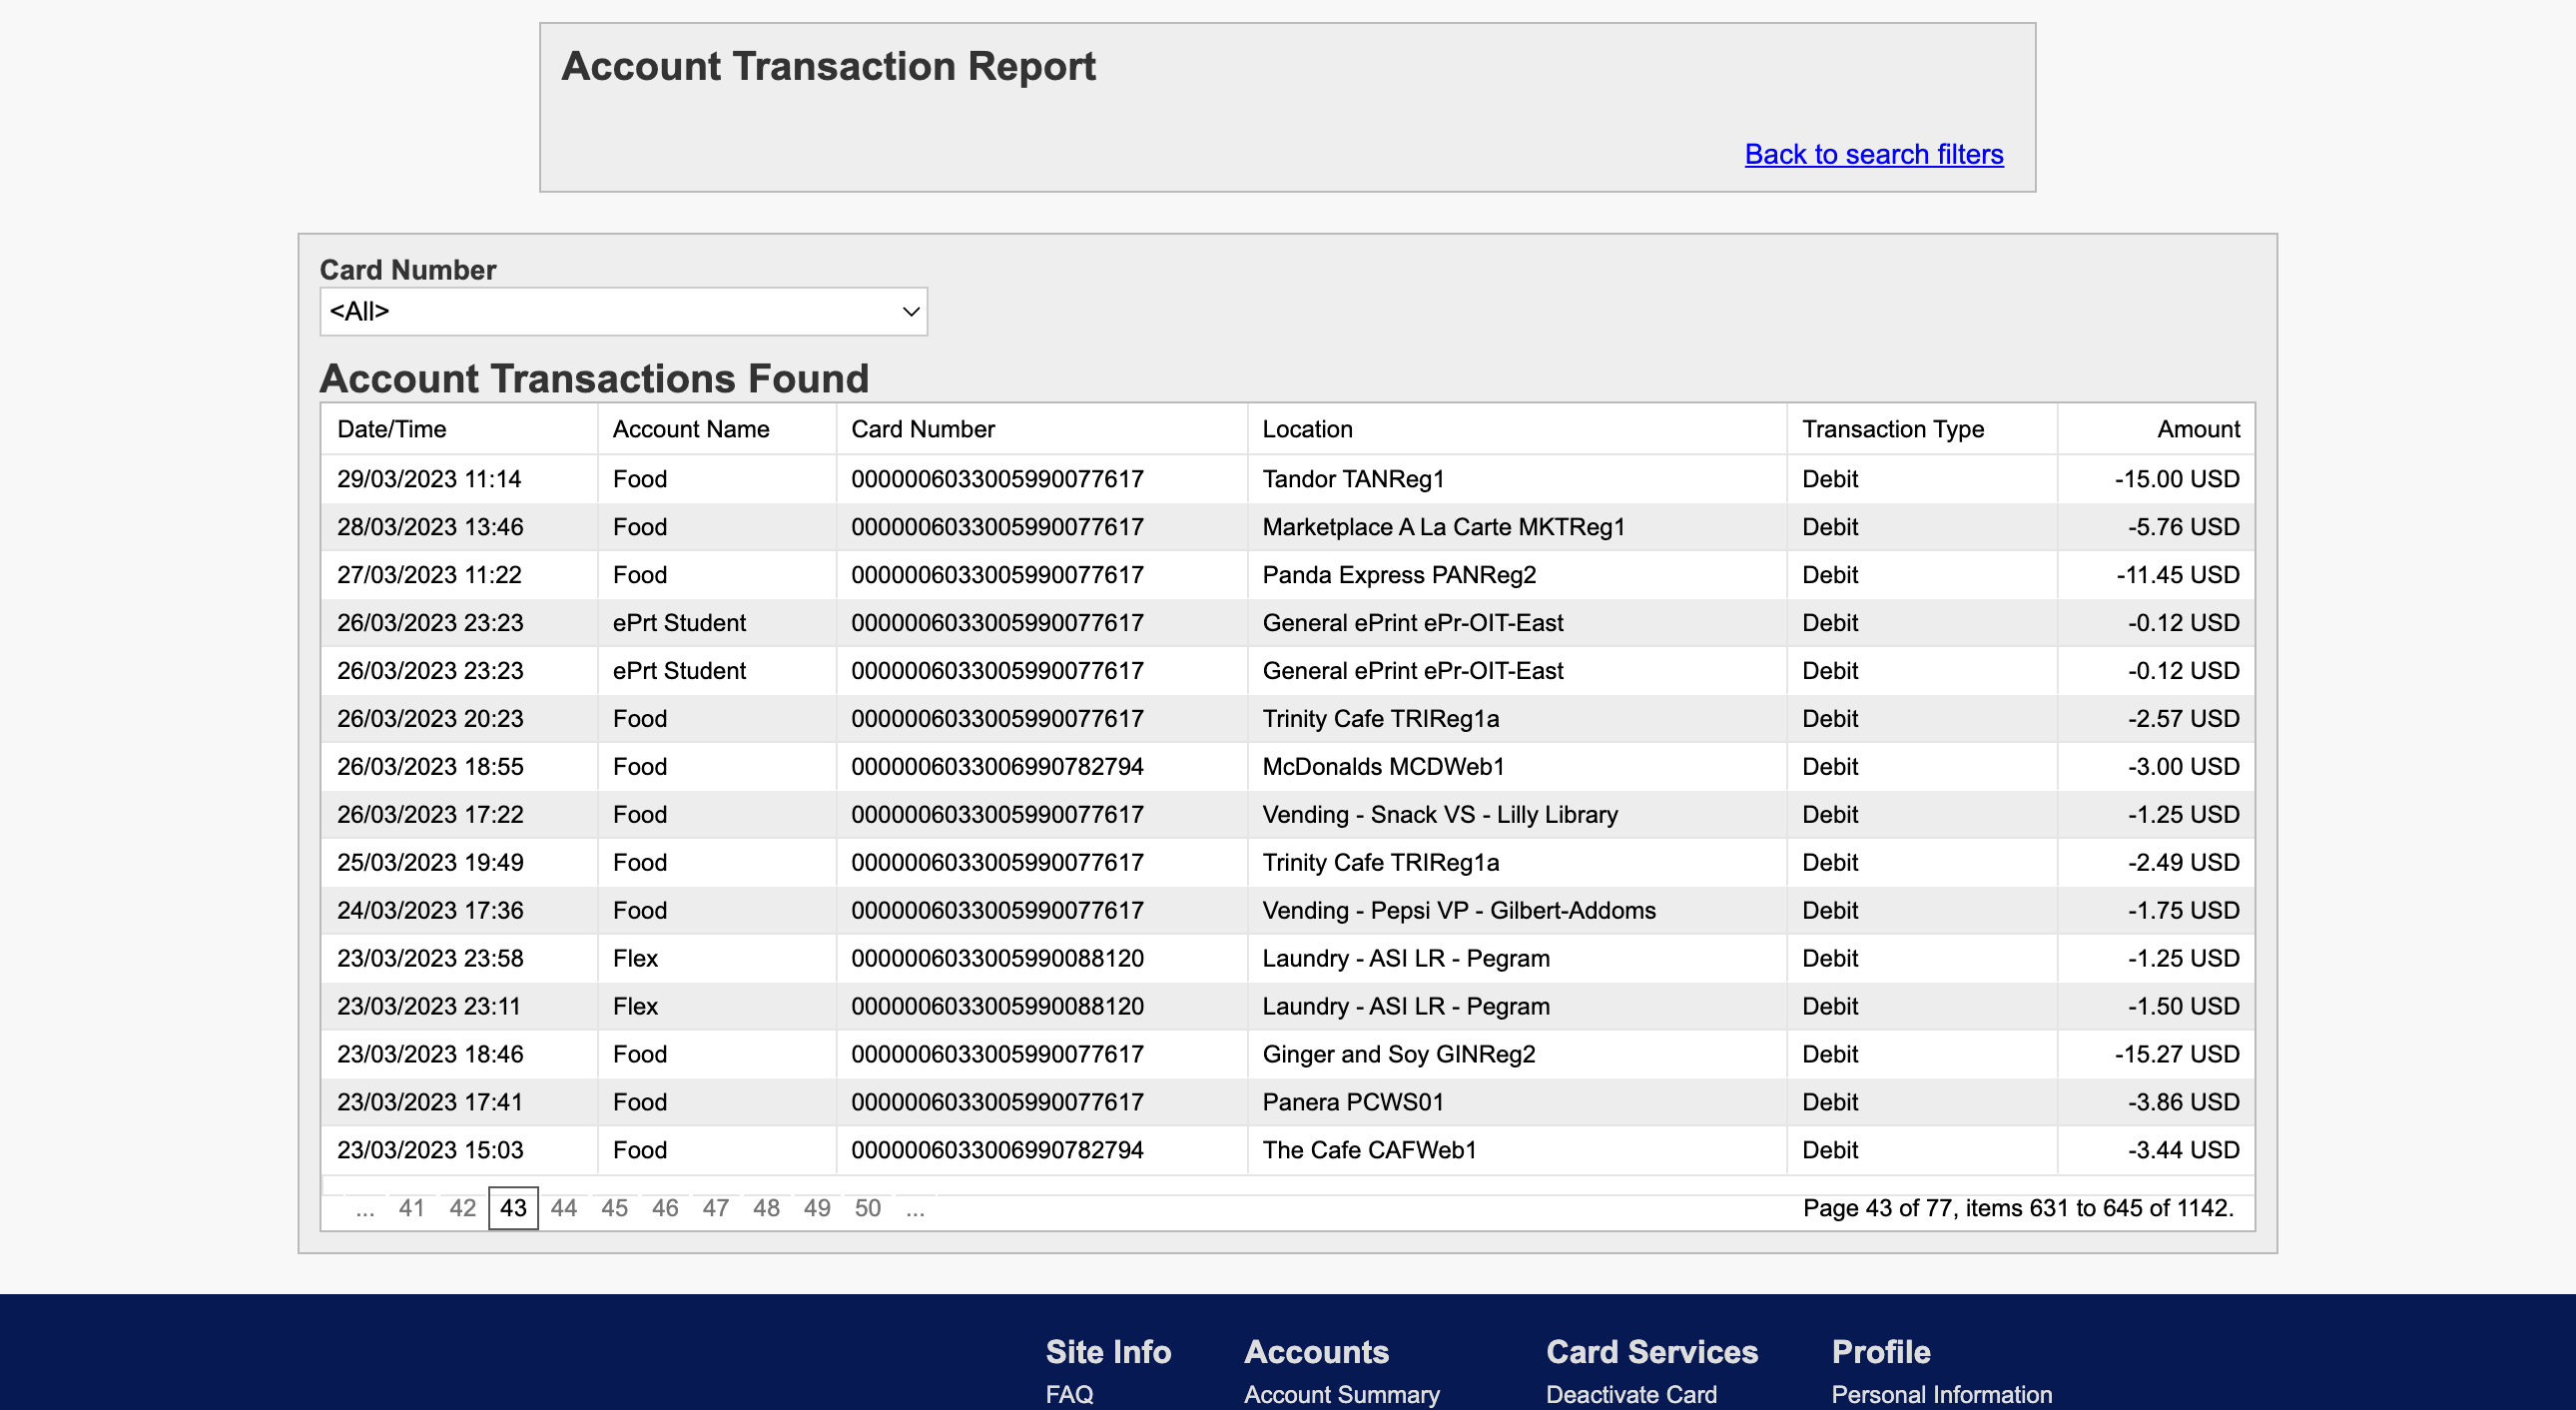 Account Transaction Report
Back to search filters
Card Number
<All>
Account Transactions Found
Date/Time Account Name Card Number Location Transaction Type Amount
29/03/2023 11:14 Food 0000006033005990077617 Tandor TANReg1 Debit -15.00 USD
28/03/2023 13:46 Food 0000006033005990077617 Marketplace A La Carte MKTReg1 Debit -5.76 USD
27/03/2023 11:22 Food 0000006033005990077617 Panda Express PANReg2 Debit -11.45 USD
26/03/2023 23:23 ePrt Student 0000006033005990077617 General ePrint ePr-OIT-East Debit -0.12 USD
26/03/2023 23:23 ePrt Student 0000006033005990077617 General ePrint ePr-OIT-East Debit -0.12 USD
26/03/2023 20:23 Food 0000006033005990077617 Trinity Cafe TRIReg1a Debit -2.57 USD
26/03/2023 18:55 Food 0000006033006990782794 McDonalds MCDWeb1 Debit -3.00 USD
26/03/2023 17:22 Food 0000006033005990077617 Vending - Snack VS - Lilly Library Debit -1.25 USD
25/03/2023 19:49 Food 0000006033005990077617 Trinity Cafe TRIReg1a Debit -2.49 USD
24/03/2023 17:36 Food 0000006033005990077617 Vending - Pepsi VP - Gilbert-Addoms Debit -1.75 USD
23/03/2023 23:58 Flex 0000006033005990088120 Laundry - ASI LR - Pegram Debit -1.25 USD
23/03/2023 23:11 Flex 0000006033005990088120 Laundry - ASI LR - Pegram Debit -1.50 USD
23/03/2023 18:46 Food 0000006033005990077617 Ginger and Soy GINReg2 Debit -15.27 USD
23/03/2023 17:41 Food 0000006033005990077617 Panera PCWS01 Debit -3.86 USD
23/03/2023 15:03 Food 0000006033006990782794 The Cafe CAFWeb1 Debit -3.44 USD
... 41 42 43 44 45 46 47 48 49 50 ... Page 43 of 77, items 631 to 645 of 1142.
Site Info Accounts Card Services Profile
FAQ Account Summary Deactivate Card Personal Information